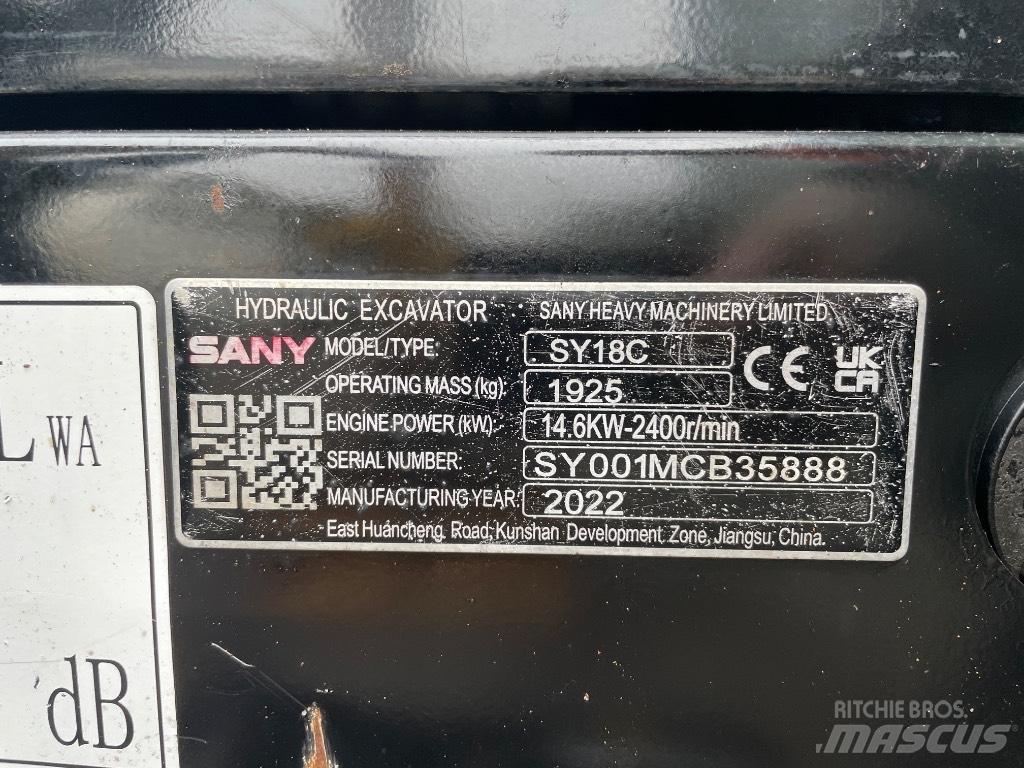 HYDRAULIC EXCAVATOR SANY HEAVY MACHINERY LIMITED
SANY MODEL/TYPE: SY18C CE UK CA
OPERATING MASS (kg): 1925
ENGINE POWER (kW): 14.6KW-2400r/min
SERIAL NUMBER: SY001MCB35888
MANUFACTURING YEAR: 2022
East Huancheng, Road, Kunshan Development, Zone, Jiangsu, China.
LWA
dB
RITCHIE BROS.
MASCUS